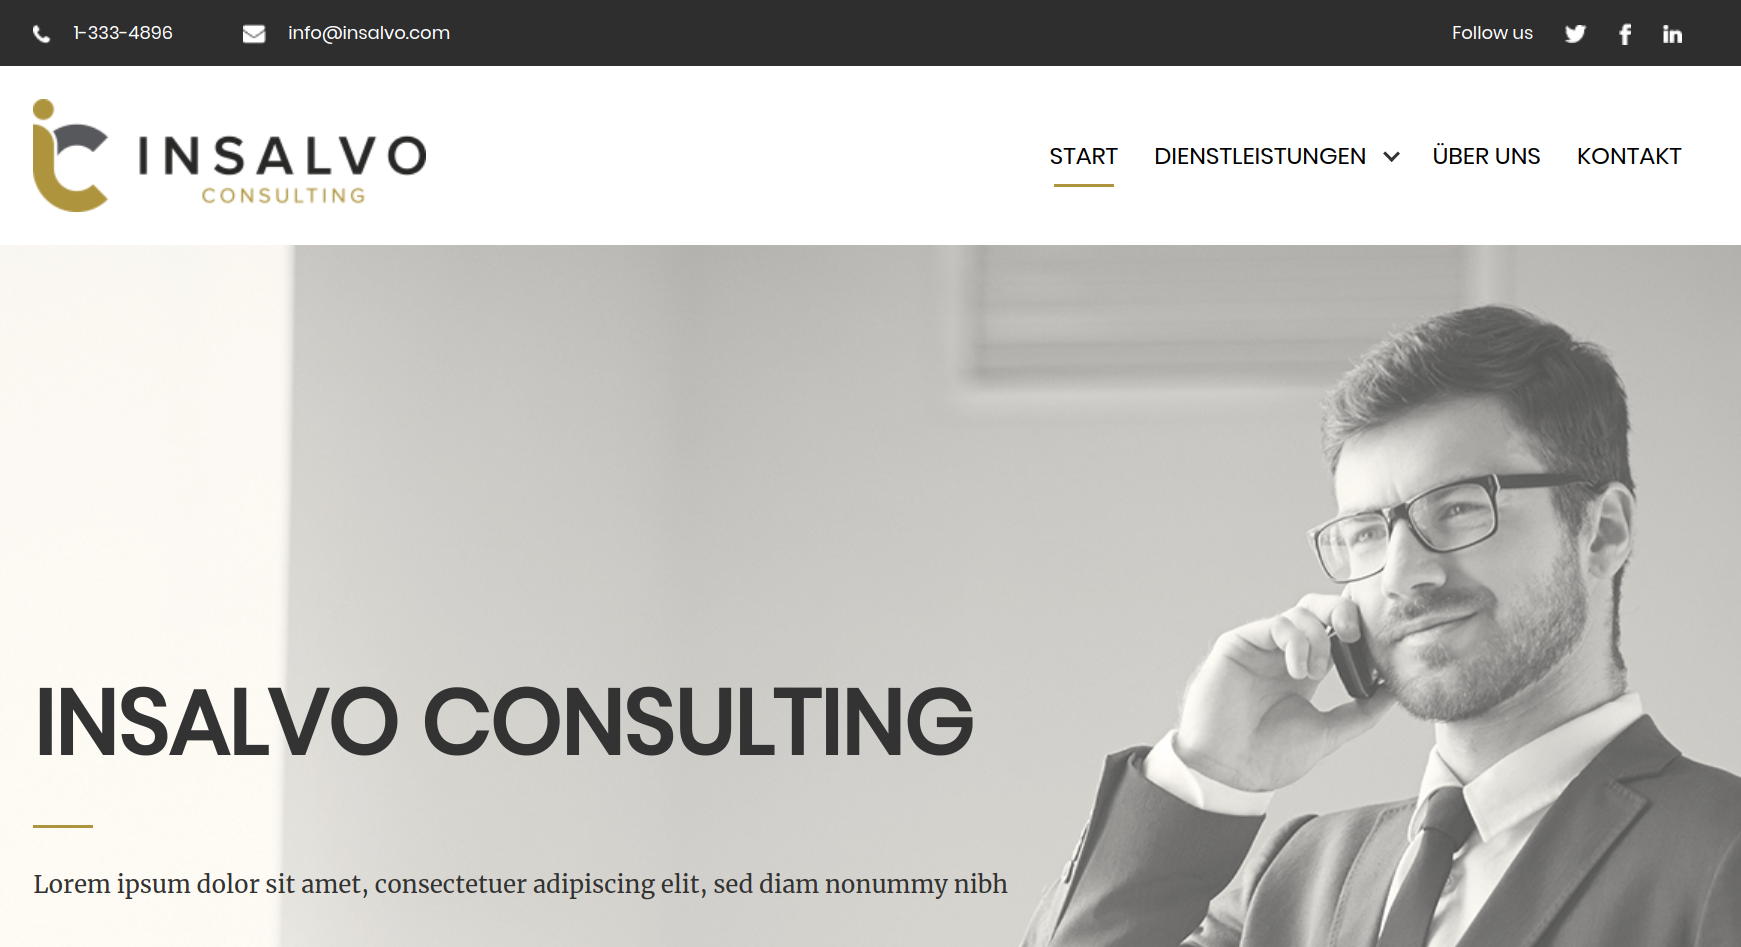 1-333-4896
info@insalvo.com
Follow us
INSALVO
CONSULTING
START
DIENSTLEISTUNGEN
ÜBER UNS
KONTAKT
INSALVO CONSULTING
Lorem ipsum dolor sit amet, consectetuer adipiscing elit, sed diam nonummy nibh